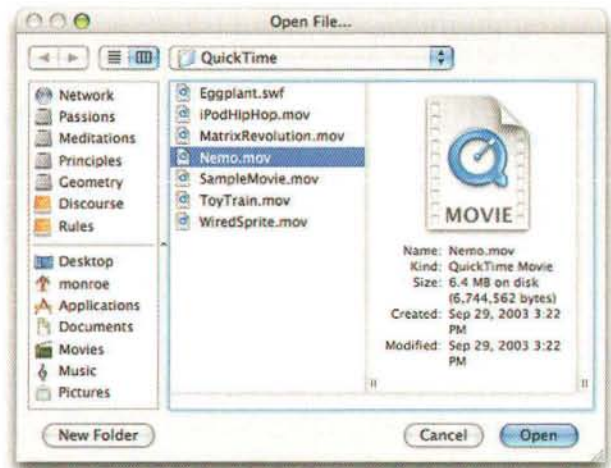 Open File...
QuickTime
Network
Passions
Meditations
Principles
Geometry
Discourse
Rules
Desktop
monroe
Applications
Documents
Movies
Music
Pictures
Eggplant.swf
iPodHipHop.mov
MatrixRevolution.mov
Nemo.mov
SampleMovie.mov
ToyTrain.mov
WiredSprite.mov
MOVIE
Name: Nemo.mov
Kind: QuickTime Movie
Size: 6.4 MB on disk
(6,744,562 bytes)
Created: Sep 29, 2003 3:22
PM
Modified: Sep 29, 2003 3:22
PM
New Folder
Cancel
Open